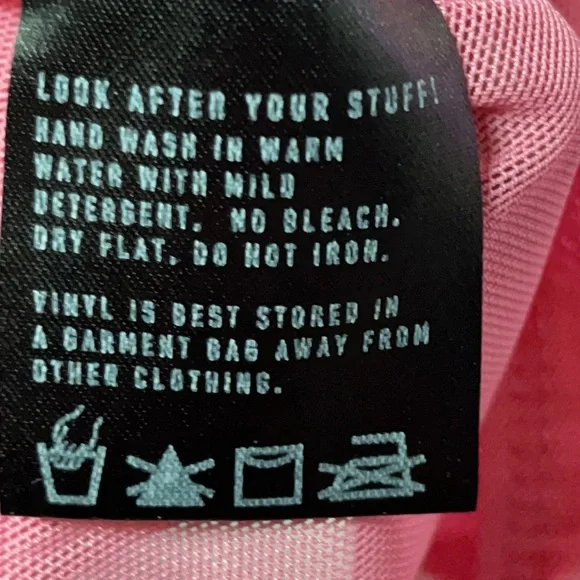 LOOK AFTER YOUR STUFF!
HAND WASH IN WARM
WATER WITH MILD
DETERGENT. NO BLEACH.
DRY FLAT. DO NOT IRON.
VINYL IS BEST STORED IN
A GARMENT BAG AWAY FROM
OTHER CLOTHING.